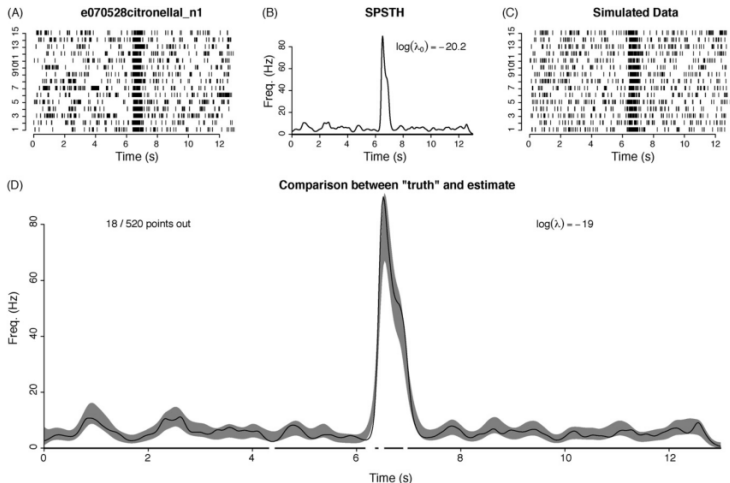 (A)
e070528citronellal_n1
15
13
11
910
7
5
3
1
0 2 4 6 8 10 12
Time (s)
(B)
SPSTH
log(λ₀) = −20.2
Freq. (Hz)
80
60
40
20
0
0 2 4 6 8 10 12
Time (s)
(C)
Simulated Data
15
13
11
910
7
5
3
1
0 2 4 6 8 10 12
Time (s)
(D)
Comparison between "truth" and estimate
18 / 520 points out
log(λ) = −19
Freq. (Hz)
80
60
40
20
0
0 2 4 6 8 10 12
Time (s)